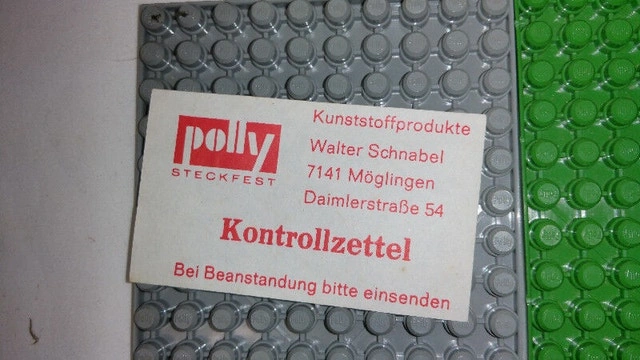 polly
STECKFEST
Kunststoffprodukte
Walter Schnabel
7141 Möglingen
Daimlerstraße 54
Kontrollzettel
Bei Beanstandung bitte einsenden